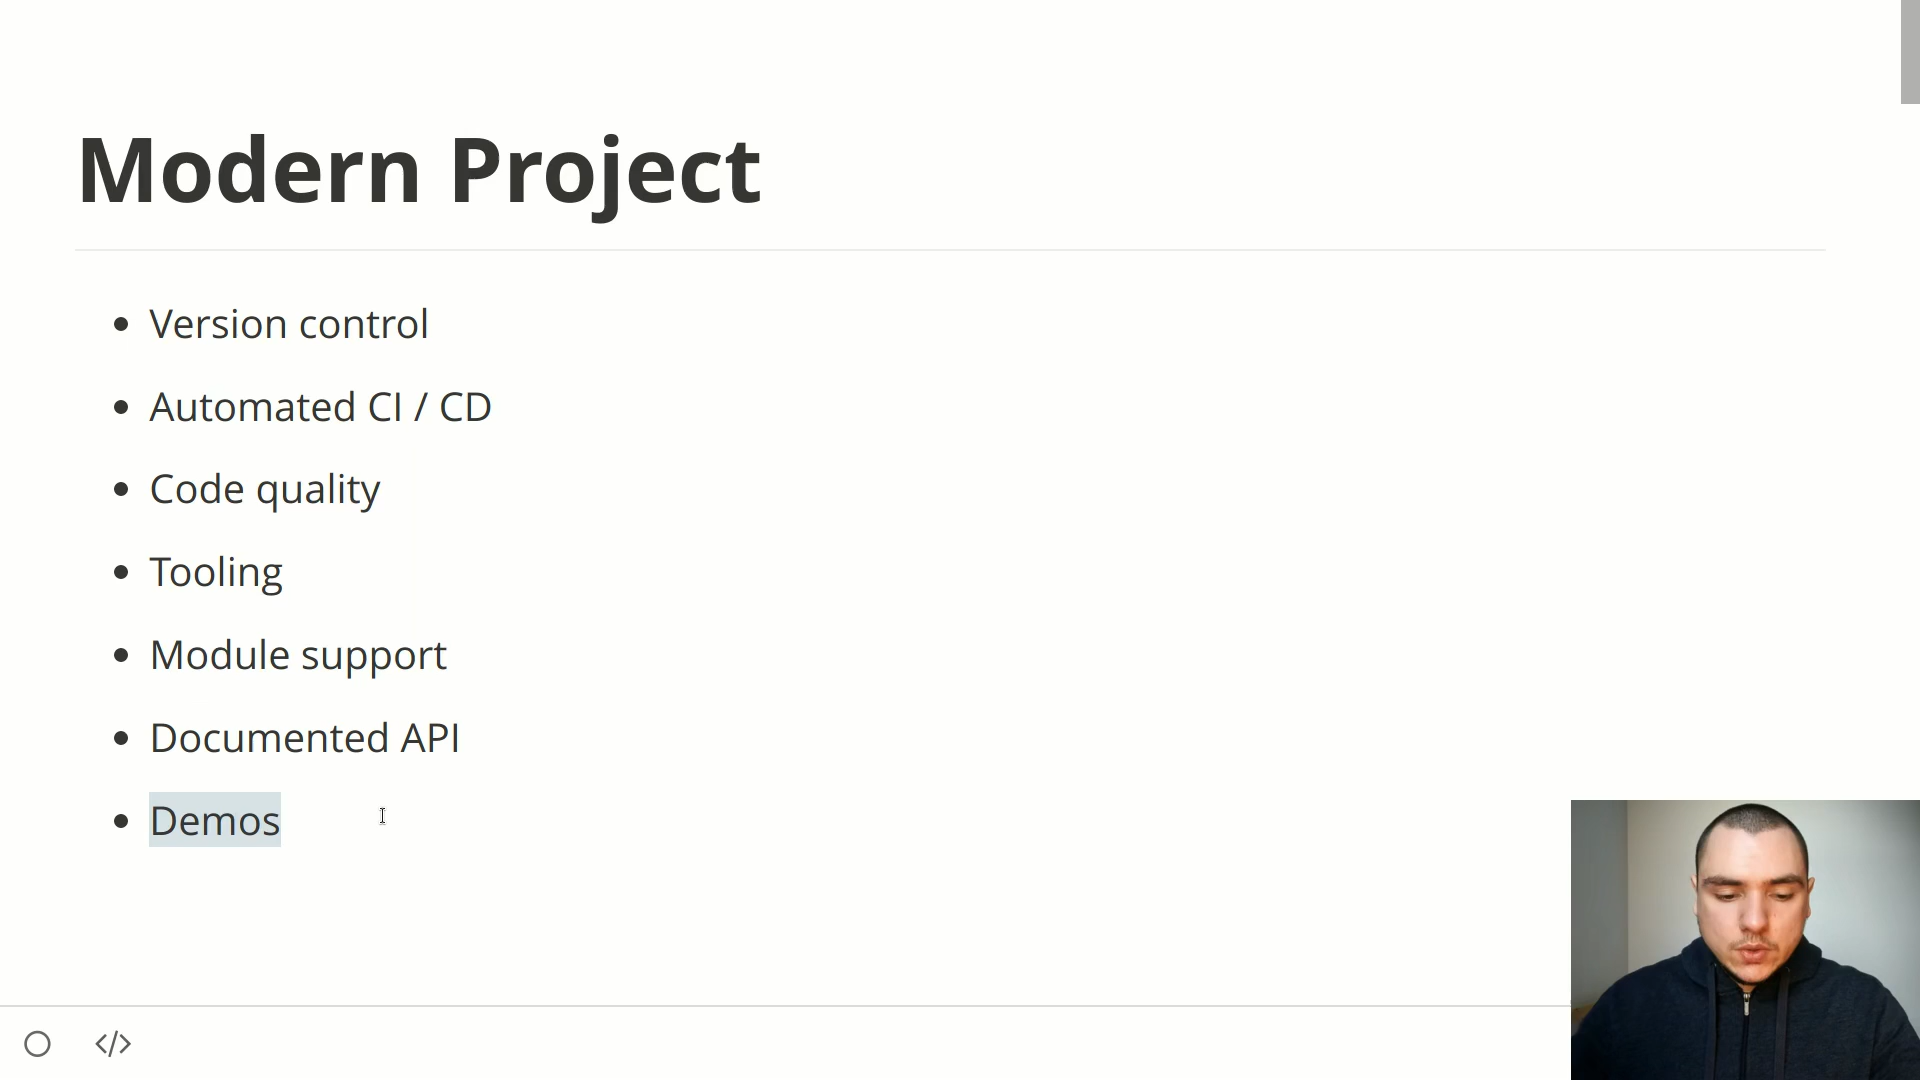 Modern Project
Version control
Automated CI / CD
Code quality
Tooling
Module support
Documented API
Demos